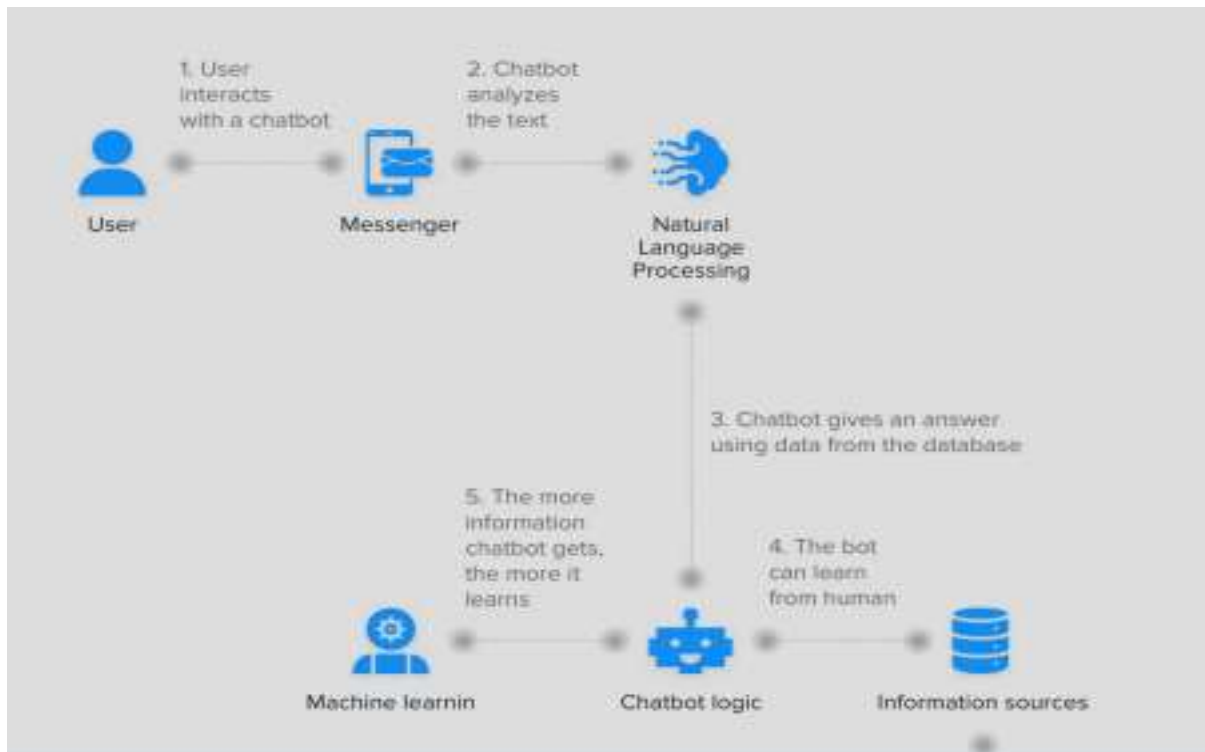 1. User
interacts
with a chatbot
2. Chatbot
analyzes
the text
User
Messenger
Natural
Language
Processing
3. Chatbot gives an answer
using data from the database
5. The more
information
chatbot gets,
the more it
learns
4. The bot
can learn
from human
Machine learnin
Chatbot logic
Information sources